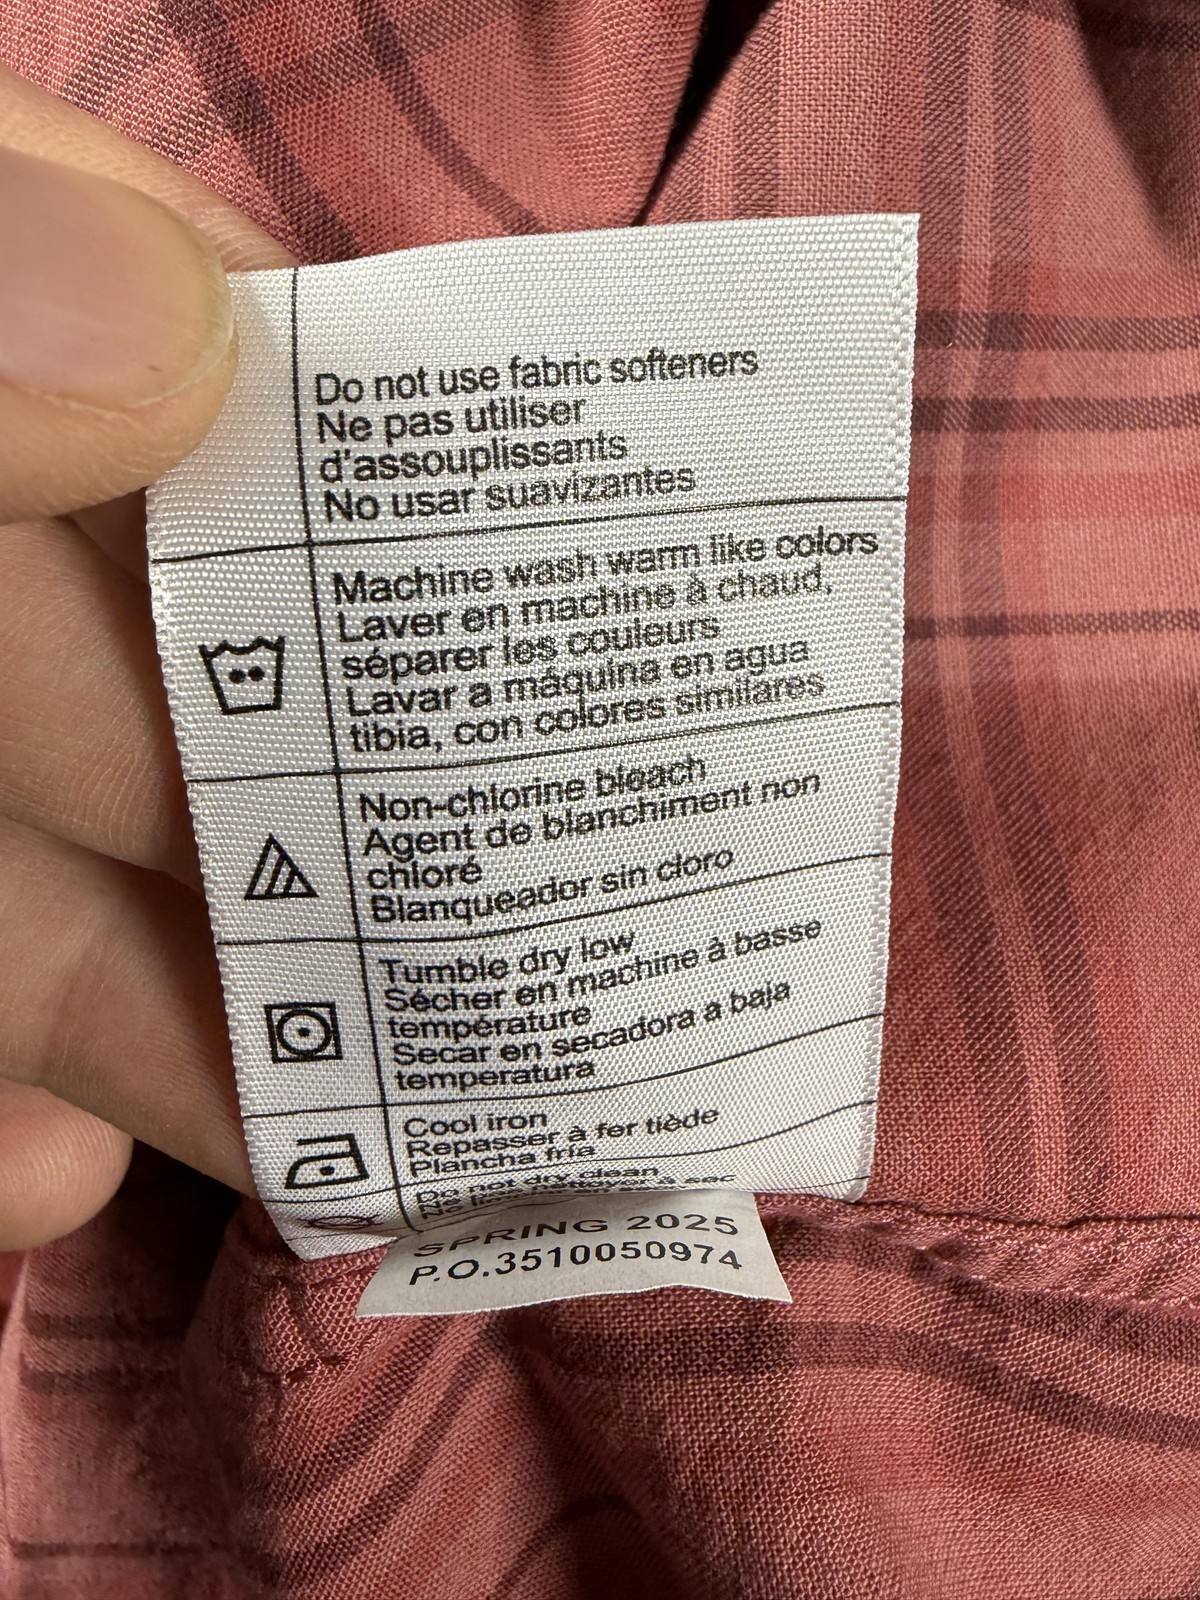 Do not use fabric softeners
Ne pas utiliser
d'assouplissants
No usar suavizantes
Machine wash warm like colors
Laver en machine à chaud,
séparer les couleurs
Lavar a máquina en agua
tibia, con colores similares
Non-chlorine bleach
Agent de blanchiment non
chloré
Blanqueador sin cloro
Tumble dry low
Sécher en machine à basse
température
Secar en secadora a baja
temperatura
Cool iron
Repasser à fer tiède
Plancha fría
Do not dry clean
SPRING 2025
P.O.3510050974